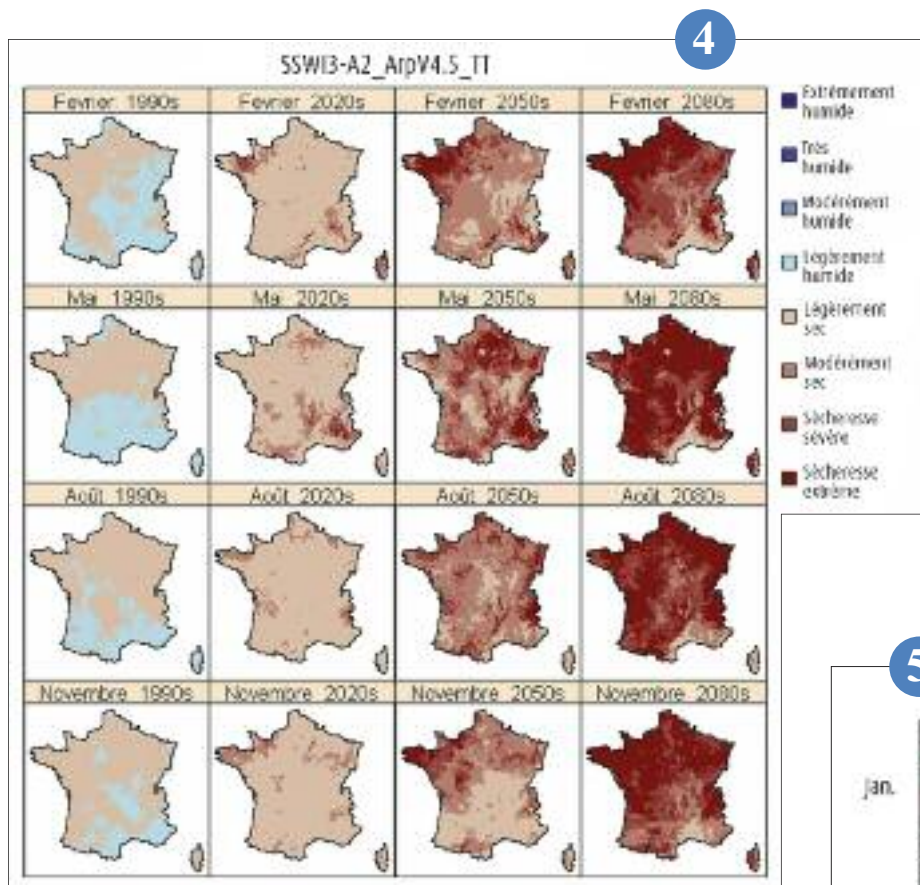 4
SSWI3-A2_ArpV4.5_TT
Fevrier 1990s
Fevrier 2020s
Fevrier 2050s
Fevrier 2080s
Mai 1990s
Mai 2020s
Mai 2050s
Mai 2080s
Août 1990s
Août 2020s
Août 2050s
Août 2080s
Novembre 1990s
Novembre 2020s
Novembre 2050s
Novembre 2080s
Extrêmement
humide
Très
humide
Modérément
humide
Légèrement
humide
Légèrement
sec
Modérément
sec
Sécheresse
sévère
Sécheresse
extrême
5
Jan.